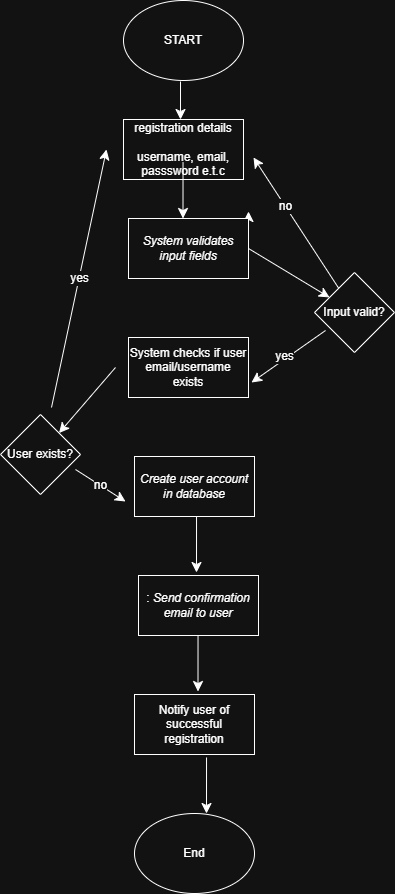 START
registration details
username, email,
passsword e.t.c
no
System validates
input fields
yes
Input valid?
System checks if user
email/username
exists
yes
User exists?
no
Create user account
in database
: Send confirmation
email to user
Notify user of
successful
registration
End